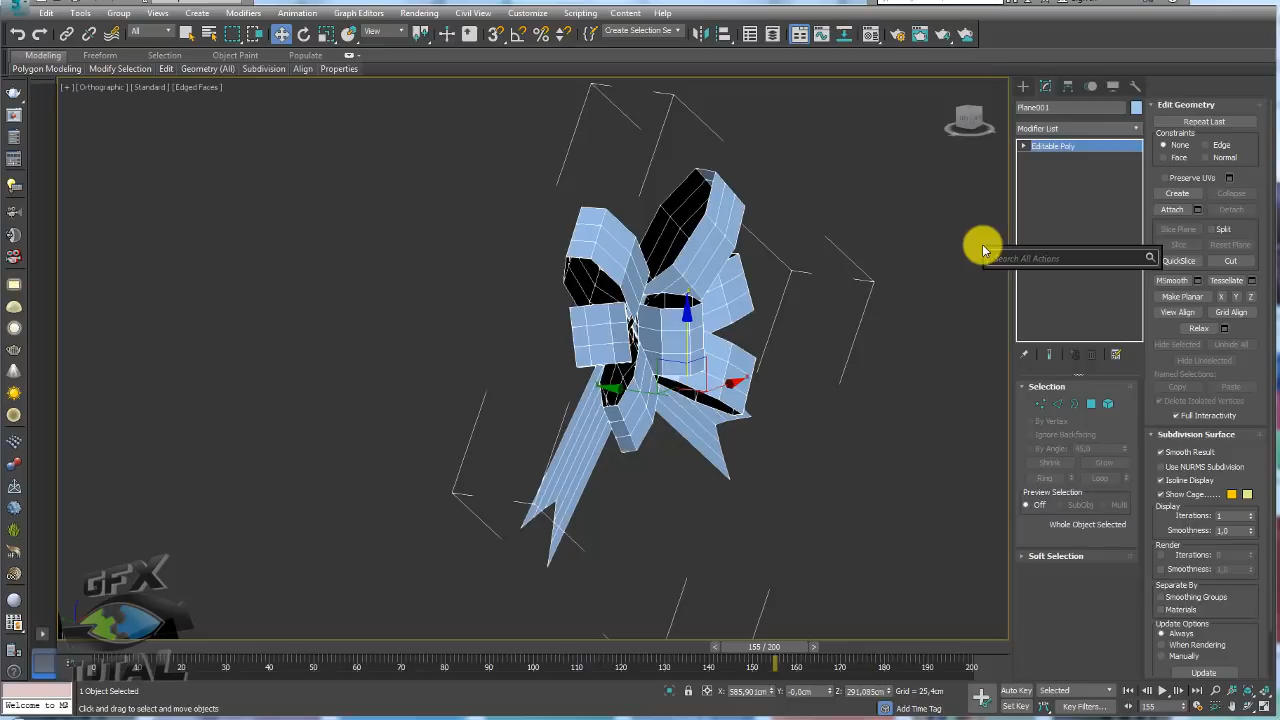 Edit Tools Group Views Create Modifiers Animation Graph Editors Rendering Civil View Customize Scripting Content Help
All View Create Selection Se
Modeling Freeform Selection Object Paint Populate
Polygon Modeling Modify Selection Edit Geometry (All) Subdivision Align Properties
[+] [Orthographic] [Standard] [Edged Faces]
Plane001
Modifier List
Editable Poly
Selection
By Vertex
Ignore Backfacing
By Angle: 45,0
Shrink Grow
Ring Loop
Preview Selection
Off SubObj Multi
Whole Object Selected
Soft Selection
Edit Geometry
Repeat Last
Constraints
None Edge
Face Normal
Preserve UVs
Create Collapse
Attach Detach
Slice Plane Split
Slice Reset Plane
Search All Actions
QuickSlice Cut
MSmooth Tessellate
Make Planar X Y Z
View Align Grid Align
Relax
Hide Selected Unhide All
Hide Unselected
Named Selections:
Copy Paste
Delete Isolated Vertices
Full Interactivity
Subdivision Surface
Smooth Result
Use NURMS Subdivision
Isoline Display
Show Cage......
Display
Iterations: 1
Smoothness: 1,0
Render
Iterations: 0
Smoothness: 1,0
Separate By
Smoothing Groups
Materials
Update Options
Always
When Rendering
Manually
Update
GFX
TOTAL
155 / 200
20 30 40 50 60 70 80 90 100 110 120 130 140 150 160 170 180 190 200
1 Object Selected
X: 585,901cm Y: -0,0cm Z: 291,085cm Grid = 25,4cm
Auto Key Selected
Welcome to MA
Click and drag to select and move objects
Add Time Tag
Set Key Key Filters... 155